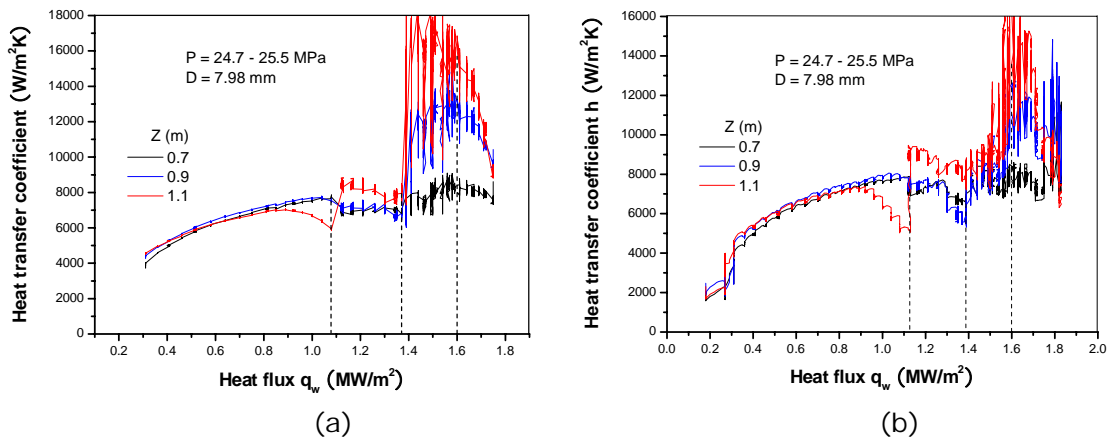 18000
16000
14000
12000
10000
8000
6000
4000
2000
0
Heat transfer coefficient (W/m²K)
P = 24.7 - 25.5 MPa
D = 7.98 mm
Z (m)
0.7
0.9
1.1
0.2 0.4 0.6 0.8 1.0 1.2 1.4 1.6 1.8
Heat flux q_w (MW/m²)
(a)
16000
14000
12000
10000
8000
6000
4000
2000
0
Heat transfer coefficient h (W/m²K)
P = 24.7 - 25.5 MPa
D = 7.98 mm
Z (m)
0.7
0.9
1.1
0.0 0.2 0.4 0.6 0.8 1.0 1.2 1.4 1.6 1.8 2.0
Heat flux q_w (MW/m²)
(b)